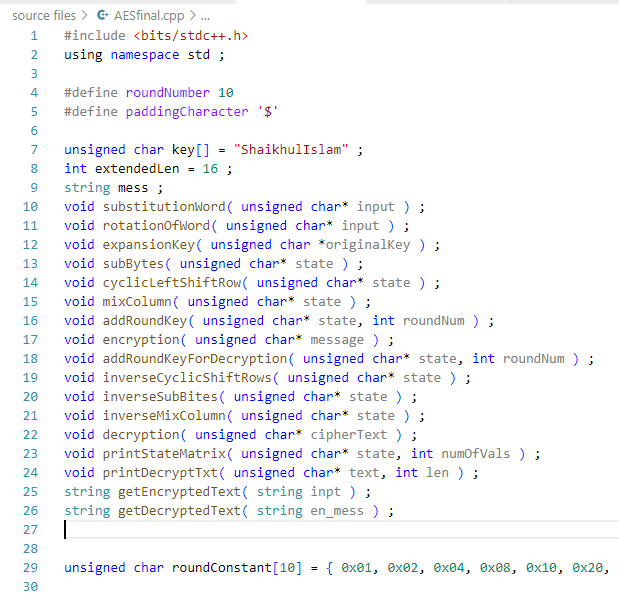 source files > AESfinal.cpp > ...
1 #include <bits/stdc++.h>
2 using namespace std ;
3
4 #define roundNumber 10
5 #define paddingCharacter '$'
6
7 unsigned char key[] = "ShaikhulIslam" ;
8 int extendedLen = 16 ;
9 string mess ;
10 void substitutionWord( unsigned char* input ) ;
11 void rotationOfWord( unsigned char* input ) ;
12 void expansionKey( unsigned char *originalKey ) ;
13 void subBytes( unsigned char* state ) ;
14 void cyclicLeftShiftRow( unsigned char* state ) ;
15 void mixColumn( unsigned char* state ) ;
16 void addRoundKey( unsigned char* state, int roundNum ) ;
17 void encryption( unsigned char* message ) ;
18 void addRoundKeyForDecryption( unsigned char* state, int roundNum ) ;
19 void inverseCyclicShiftRows( unsigned char* state ) ;
20 void inverseSubBites( unsigned char* state ) ;
21 void inverseMixColumn( unsigned char* state ) ;
22 void decryption( unsigned char* cipherText ) ;
23 void printStateMatrix( unsigned char* state, int numOfVals ) ;
24 void printDecryptTxt( unsigned char* text, int len ) ;
25 string getEncryptedText( string inpt ) ;
26 string getDecryptedText( string en_mess ) ;
27
28
29 unsigned char roundConstant[10] = { 0x01, 0x02, 0x04, 0x08, 0x10, 0x20,
30